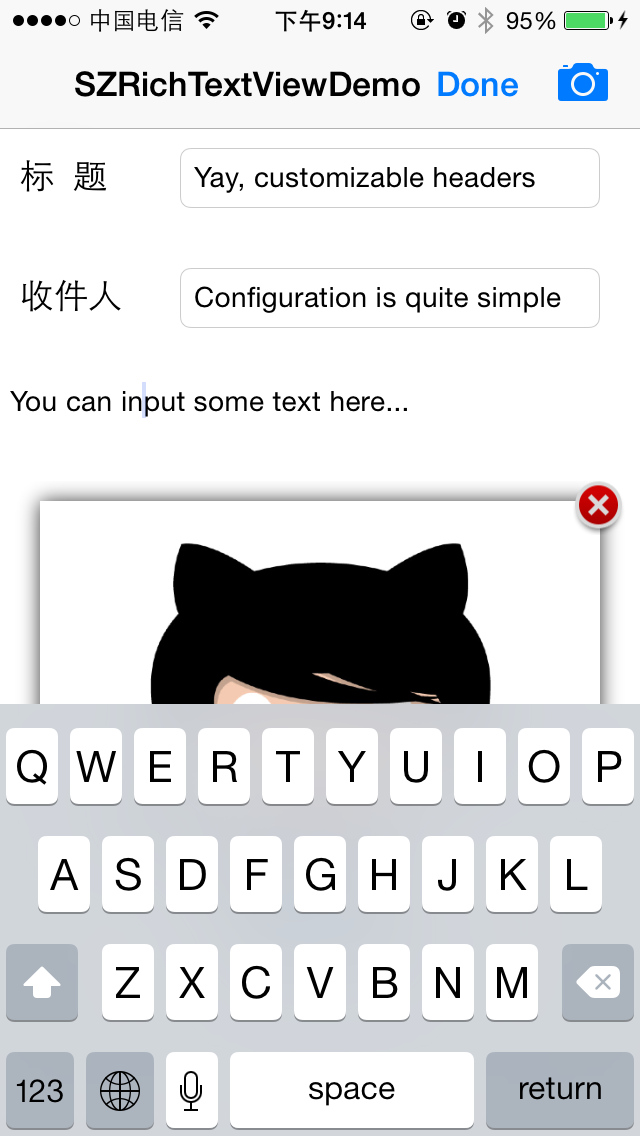 中国电信 下午9:14 95%
SZRichTextViewDemo Done
标 题 Yay, customizable headers
收件人 Configuration is quite simple
You can input some text here...
Q W E R T Y U I O P
A S D F G H J K L
Z X C V B N M
123 space return